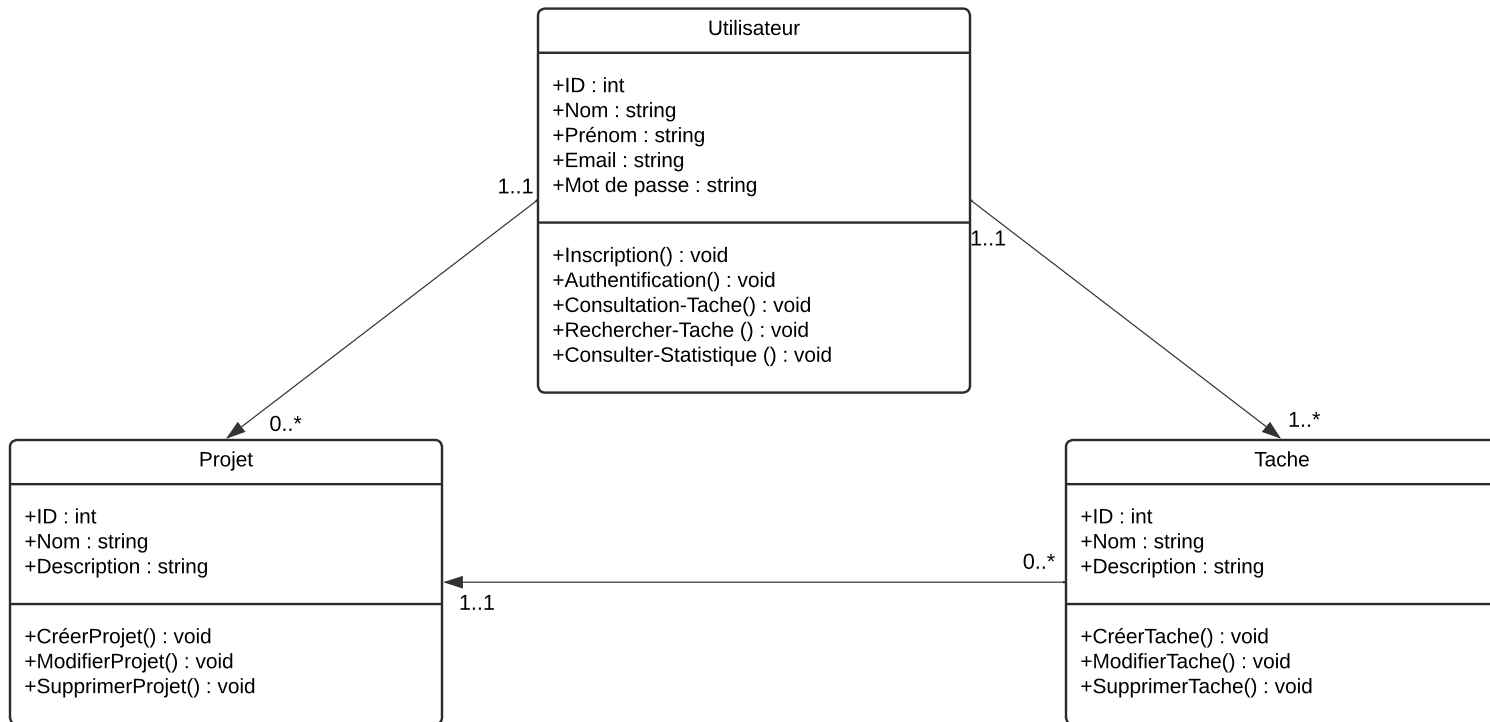 Utilisateur
+ID : int
+Nom : string
+Prénom : string
+Email : string
+Mot de passe : string
+Inscription() : void
+Authentification() : void
+Consultation-Tache() : void
+Rechercher-Tache () : void
+Consulter-Statistique () : void
1..1
1..1
0..*
1..*
Projet
+ID : int
+Nom : string
+Description : string
+CréerProjet() : void
+ModifierProjet() : void
+SupprimerProjet() : void
1..1
0..*
Tache
+ID : int
+Nom : string
+Description : string
+CréerTache() : void
+ModifierTache() : void
+SupprimerTache() : void